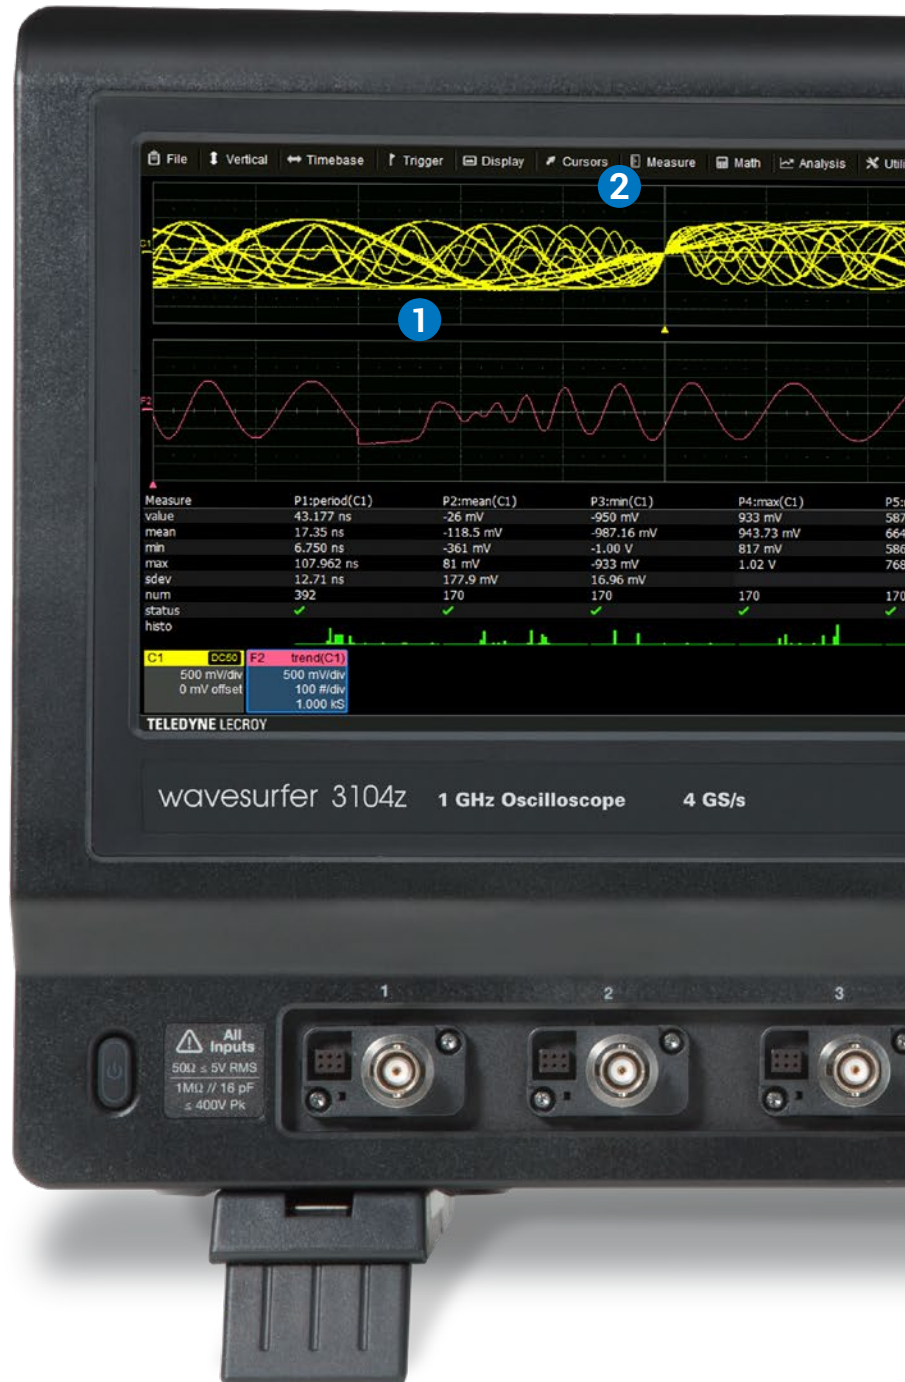 File Vertical Timebase Trigger Display Cursors Measure Math Analysis Utili
2
C1
1
F2
Measure P1:period(C1) P2:mean(C1) P3:min(C1) P4:max(C1) P5:
value 43.177 ns -26 mV -950 mV 933 mV 587
mean 17.35 ns -118.5 mV -987.16 mV 943.73 mV 664
min 6.750 ns -361 mV -1.00 V 817 mV 586
max 107.962 ns 81 mV -933 mV 1.02 V 768
sdev 12.71 ns 177.9 mV 16.96 mV
num 392 170 170 170 170
status
histo
C1 DC50 F2 trend(C1)
500 mV/div 500 mV/div
0 mV offset 100 #/div
1.000 kS
TELEDYNE LECROY
wavesurfer 3104z 1 GHz Oscilloscope 4 GS/s
1 2 3
All
Inputs
50Ω ≤ 5V RMS
1MΩ // 16 pF
≤ 400V Pk